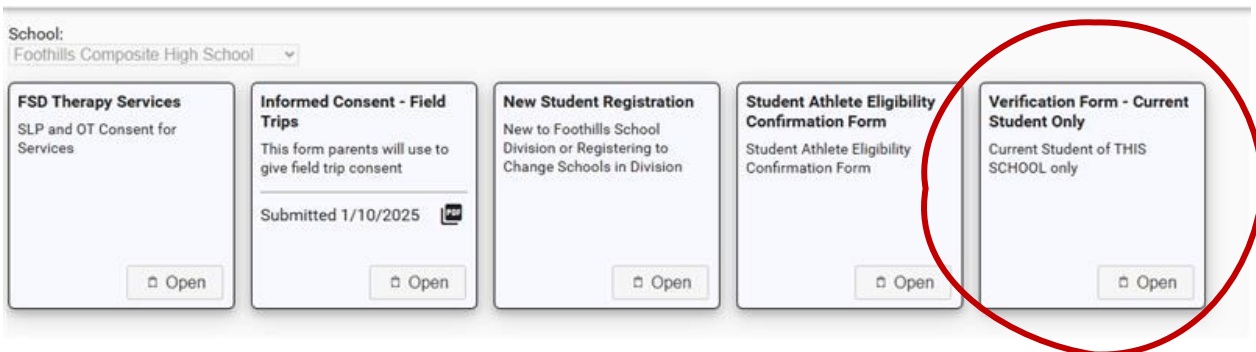 School:
Foothills Composite High School
FSD Therapy Services
SLP and OT Consent for
Services
Open
Informed Consent - Field
Trips
This form parents will use to
give field trip consent
Submitted 1/10/2025
PDF
Open
New Student Registration
New to Foothills School
Division or Registering to
Change Schools in Division
Open
Student Athlete Eligibility
Confirmation Form
Student Athlete Eligibility
Confirmation Form
Open
Verification Form - Current
Student Only
Current Student of THIS
SCHOOL only
Open